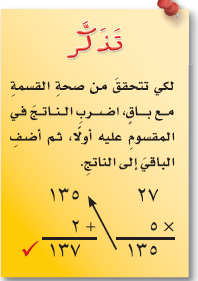 تَذَكَّر
لكي تتحققَ من صحةِ القسمةِ
مع باقٍ، اضربِ الناتجَ في
المقسومِ عليه أولًا، ثم أضفِ
الباقيَ إلى الناتجِ.
٢٧ ١٣٥
× ٥ + ٢
١٣٥ ١٣٧ ✓